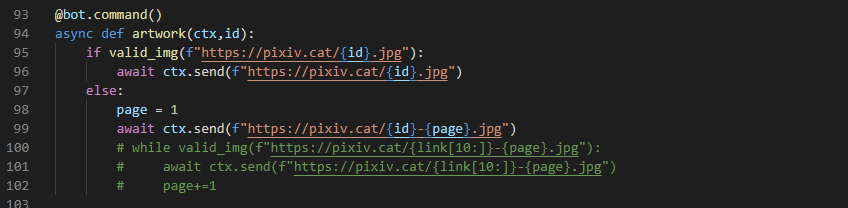 93 @bot.command()
94 async def artwork(ctx,id):
95     if valid_img(f"https://pixiv.cat/{id}.jpg"):
96         await ctx.send(f"https://pixiv.cat/{id}.jpg")
97     else:
98         page = 1
99         await ctx.send(f"https://pixiv.cat/{id}-{page}.jpg")
100         # while valid_img(f"https://pixiv.cat/{link[10:]}-{page}.jpg"):
101         #     await ctx.send(f"https://pixiv.cat/{link[10:]}-{page}.jpg")
102         #     page+=1
103